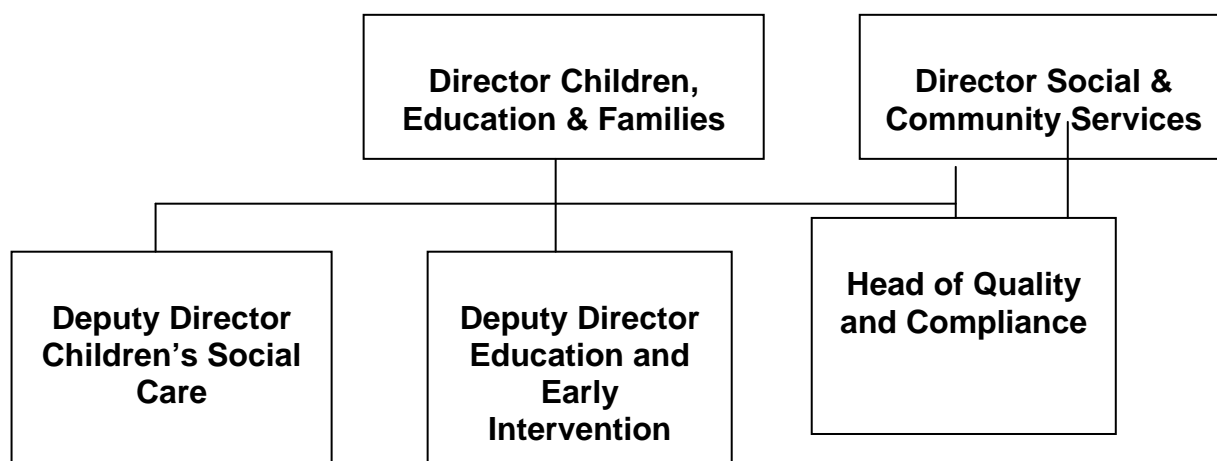 Director Children,
Education & Families
Director Social &
Community Services
Deputy Director
Children’s Social
Care
Deputy Director
Education and
Early
Intervention
Head of Quality
and Compliance